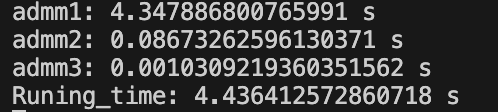 admm1: 4.347886800765991 s
admm2: 0.08673262596130371 s
admm3: 0.0010309219360351562 s
Runing_time: 4.436412572860718 s